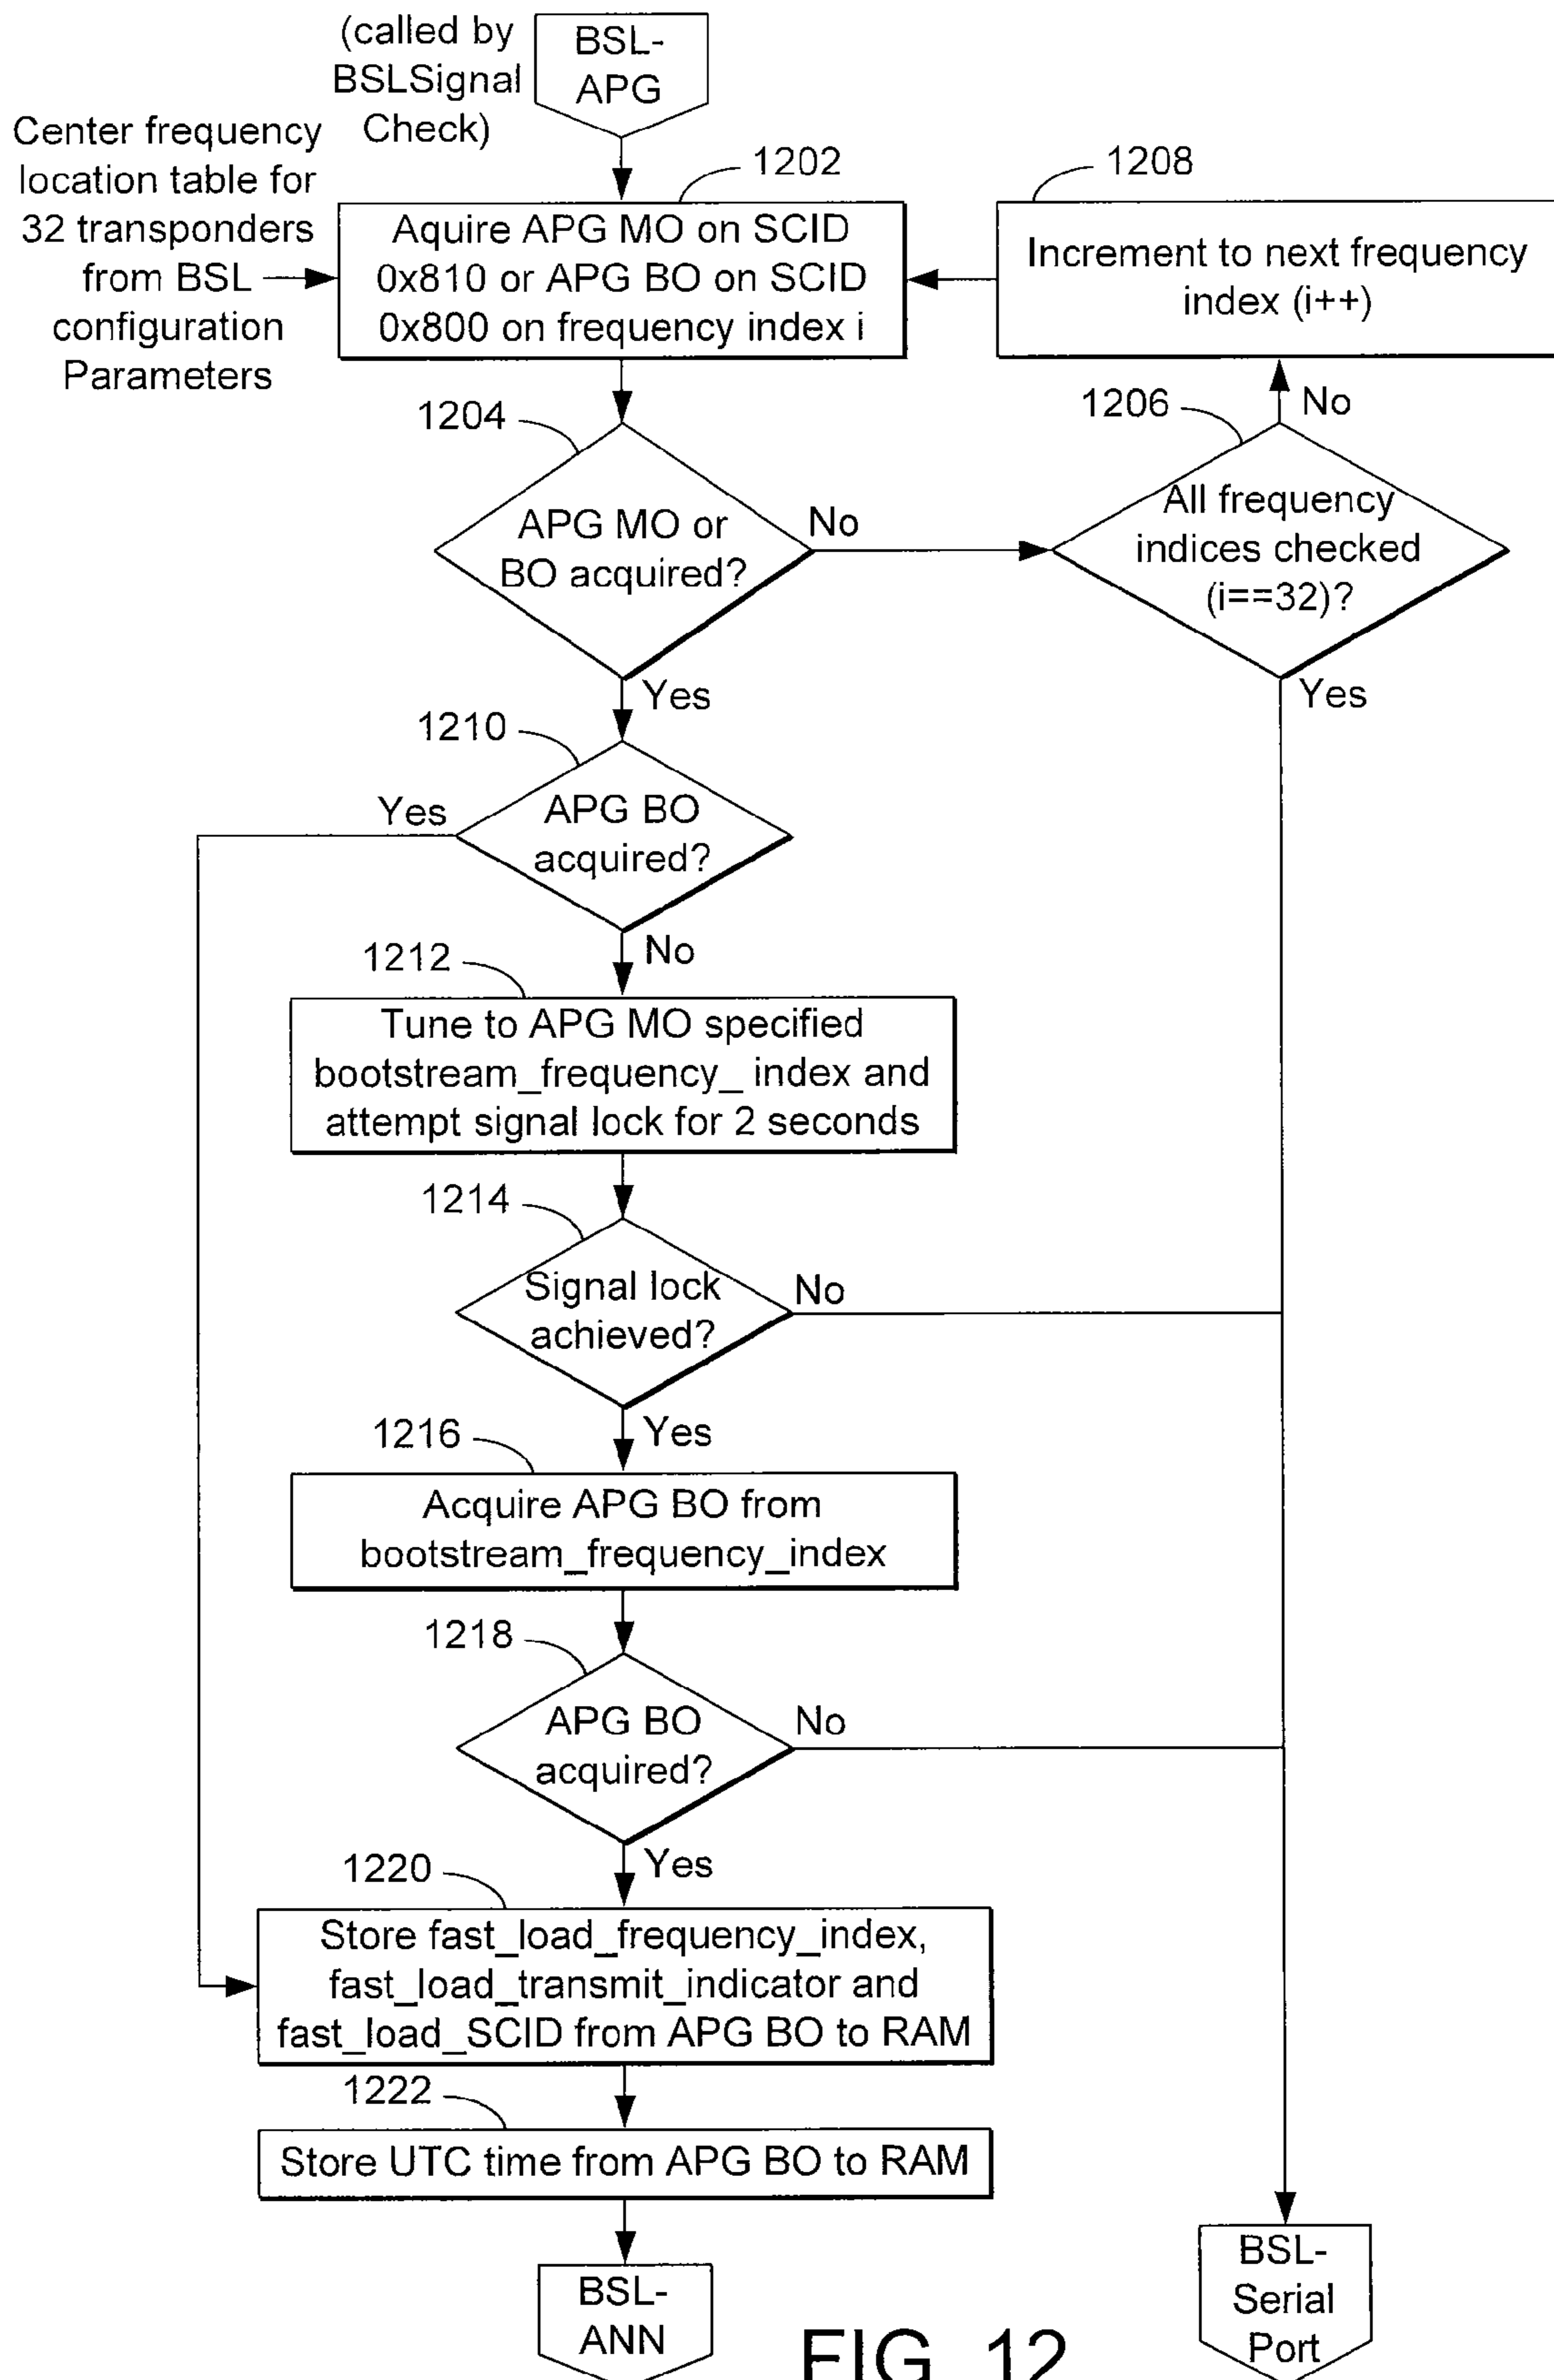 (called by
BSLSignal
Check)
BSL-
APG
Center frequency
location table for
32 transponders
from BSL
configuration
Parameters
1202
Aquire APG MO on SCID
0x810 or APG BO on SCID
0x800 on frequency index i
1208
Increment to next frequency
index (i++)
1204
APG MO or
BO acquired?
No
1206
No
All frequency
indices checked
(i==32)?
Yes
Yes
1210
Yes
APG BO
acquired?
No
1212
Tune to APG MO specified
bootstream_frequency_ index and
attempt signal lock for 2 seconds
1214
Signal lock
achieved?
No
Yes
1216
Acquire APG BO from
bootstream_frequency_index
1218
APG BO
acquired?
No
Yes
1220
Store fast_load_frequency_index,
fast_load_transmit_indicator and
fast_load_SCID from APG BO to RAM
1222
Store UTC time from APG BO to RAM
BSL-
ANN
BSL-
Serial
Port
FIG. 12